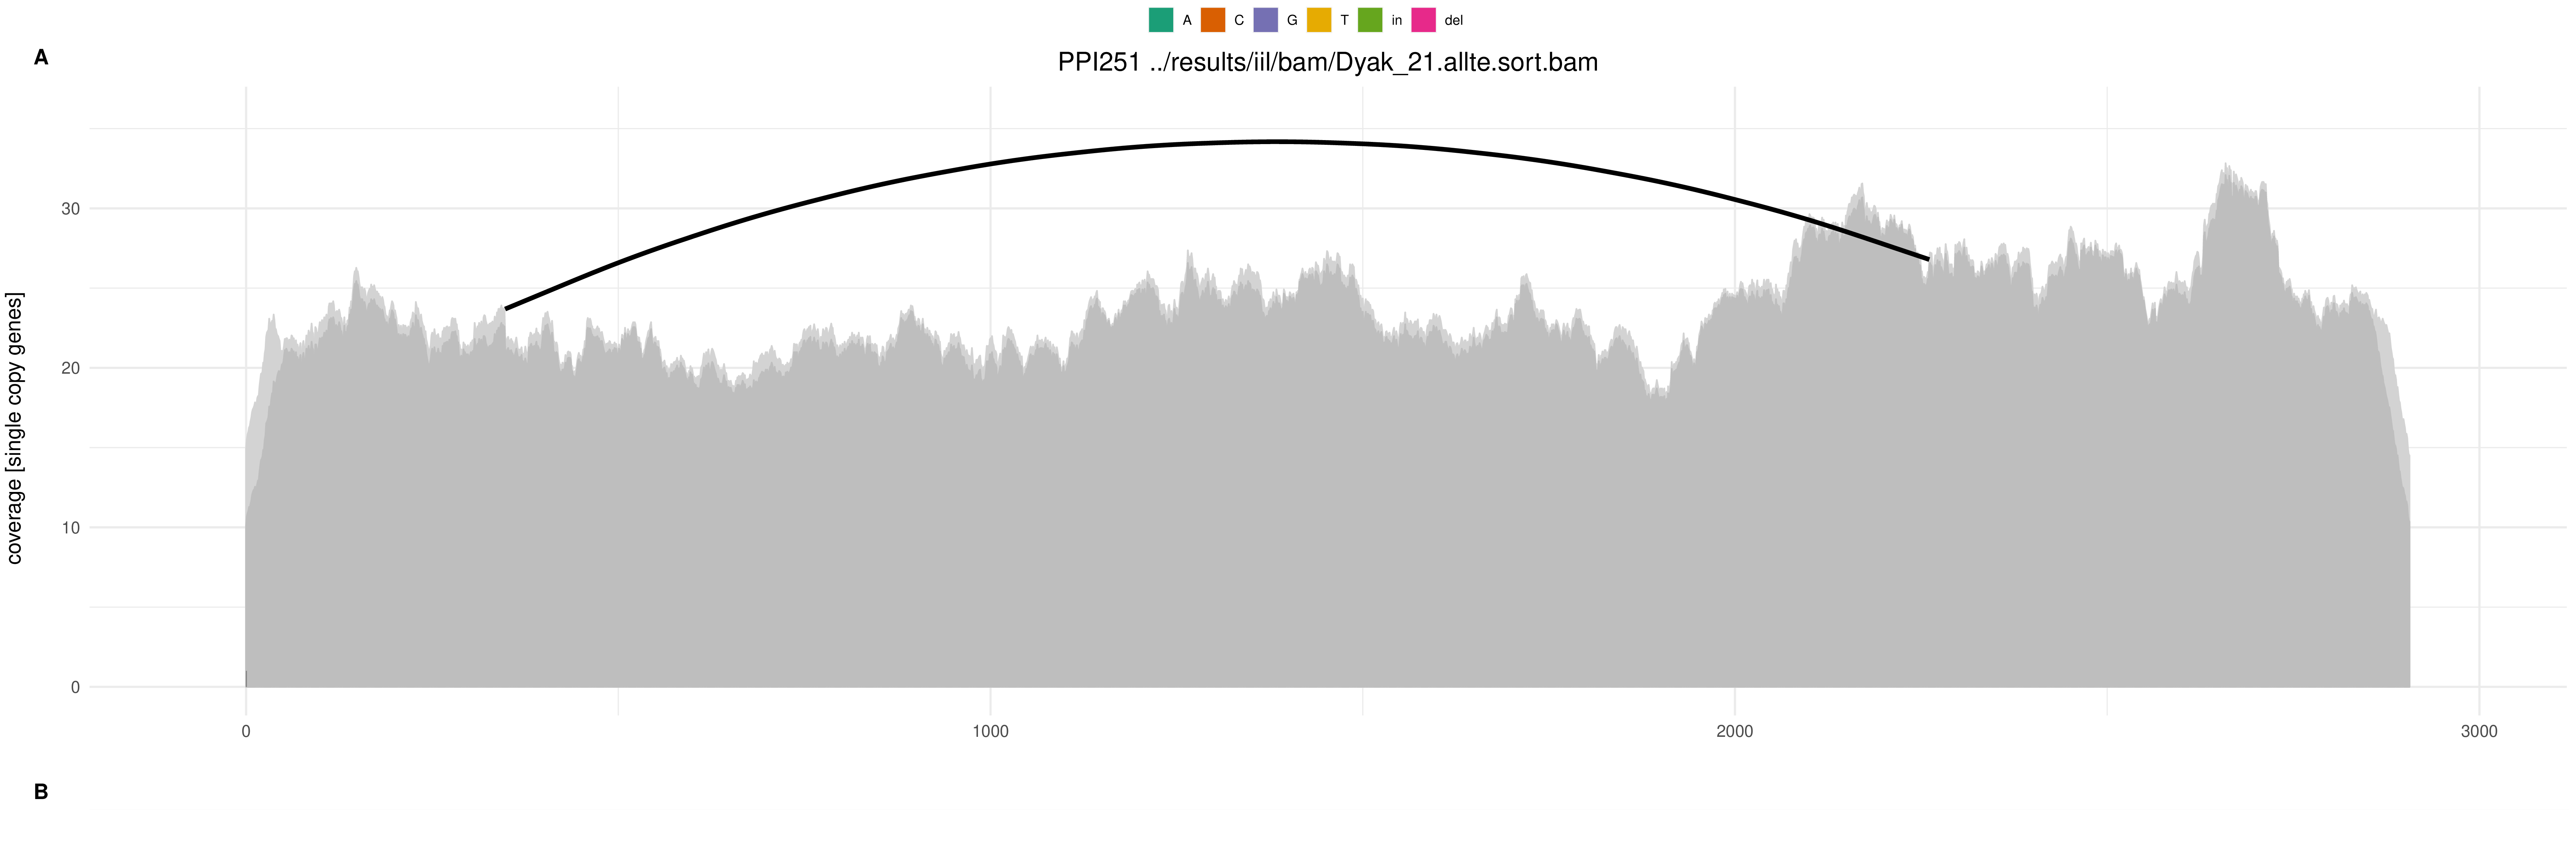 A C G T in del
A
PPI251 ../results/iil/bam/Dyak_21.allte.sort.bam
coverage [single copy genes]
30
20
10
0
0 1000 2000 3000
B